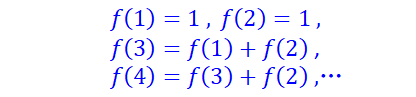 f(1) = 1 , f(2) = 1 ,
f(3) = f(1) + f(2) ,
f(4) = f(3) + f(2) ,⋯